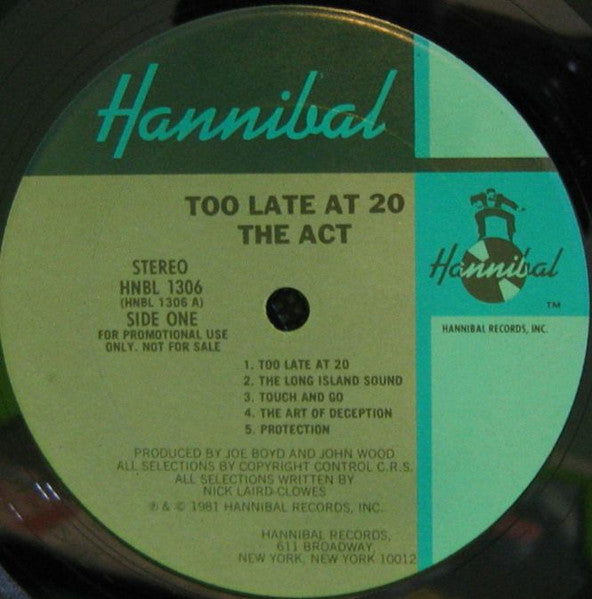 Hannibal
TOO LATE AT 20
THE ACT
STEREO
HNBL 1306
(HNBL 1306 A)
SIDE ONE
FOR PROMOTIONAL USE
ONLY. NOT FOR SALE
Hannibal
TM
HANNIBAL RECORDS, INC.
1. TOO LATE AT 20
2. THE LONG ISLAND SOUND
3. TOUCH AND GO
4. THE ART OF DECEPTION
5. PROTECTION
PRODUCED BY JOE BOYD AND JOHN WOOD
ALL SELECTIONS BY COPYRIGHT CONTROL C.R.S.
ALL SELECTIONS WRITTEN BY
NICK LAIRD-CLOWES
℗ & © 1981 HANNIBAL RECORDS, INC.
HANNIBAL RECORDS,
611 BROADWAY,
NEW YORK, NEW YORK 10012